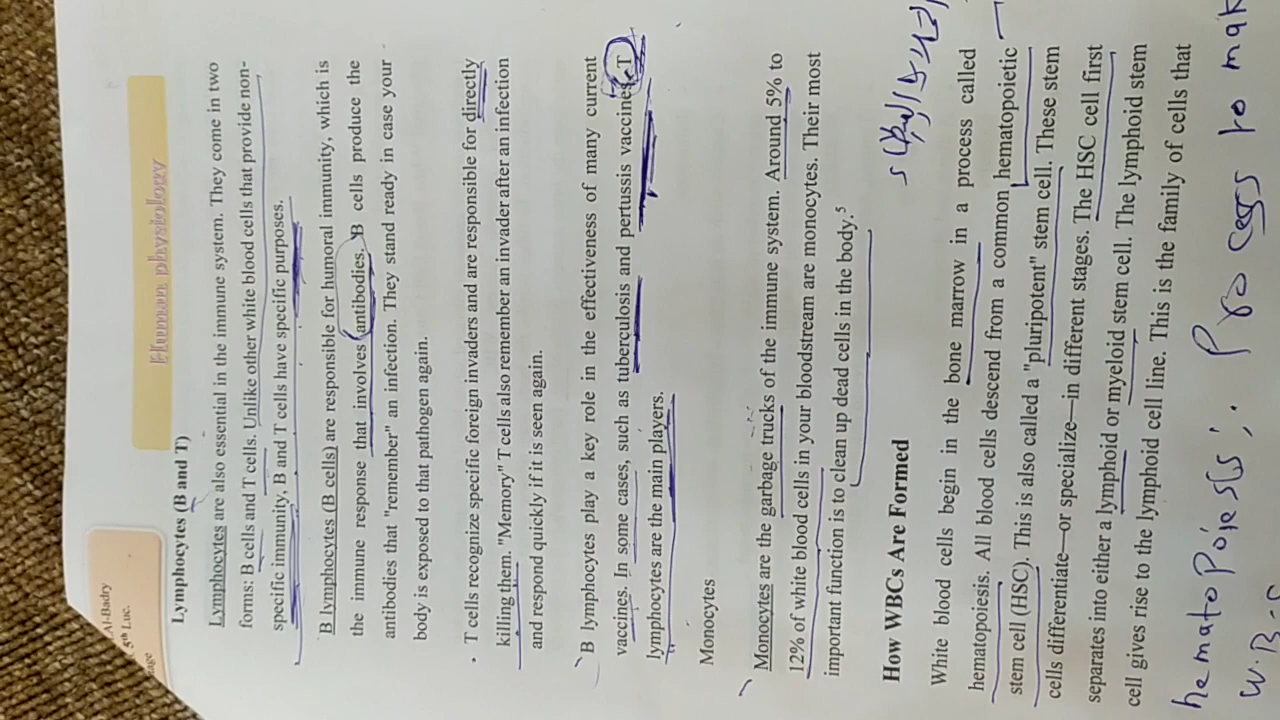 Al-Badry
5th Luc.
Human physiology
Lymphocytes (B and T)
Lymphocytes are also essential in the immune system. They come in two
forms: B cells and T cells. Unlike other white blood cells that provide non-
specific immunity, B and T cells have specific purposes.
B lymphocytes (B cells) are responsible for humoral immunity, which is
the immune response that involves antibodies. B cells produce the
antibodies that "remember" an infection. They stand ready in case your
body is exposed to that pathogen again.
· T cells recognize specific foreign invaders and are responsible for directly
killing them. "Memory" T cells also remember an invader after an infection
and respond quickly if it is seen again.
B lymphocytes play a key role in the effectiveness of many current
vaccines. In some cases, such as tuberculosis and pertussis vaccines, T
lymphocytes are the main players.
Monocytes
Monocytes are the garbage trucks of the immune system. Around 5% to
12% of white blood cells in your bloodstream are monocytes. Their most
important function is to clean up dead cells in the body.5
How WBCs Are Formed
White blood cells begin in the bone marrow in a process called
hematopoiesis. All blood cells descend from a common hematopoietic
stem cell (HSC). This is also called a "pluripotent" stem cell. These stem
cells differentiate—or specialize—in different stages. The HSC cell first
separates into either a lymphoid or myeloid stem cell. The lymphoid stem
cell gives rise to the lymphoid cell line. This is the family of cells that
hematopoiesis; Process to mak
W.B.C